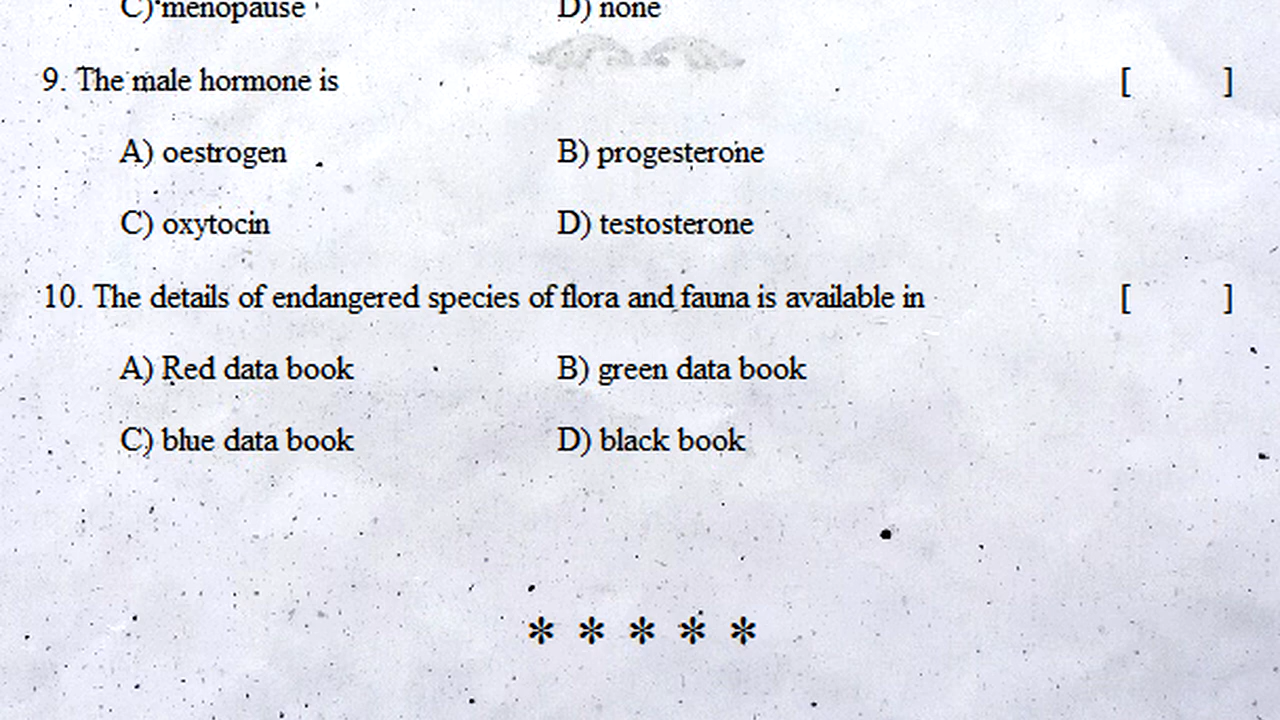 C) menopause D) none
9. The male hormone is [ ]
A) oestrogen B) progesterone
C) oxytocin D) testosterone
10. The details of endangered species of flora and fauna is available in [ ]
A) Red data book B) green data book
C) blue data book D) black book
* * * * *